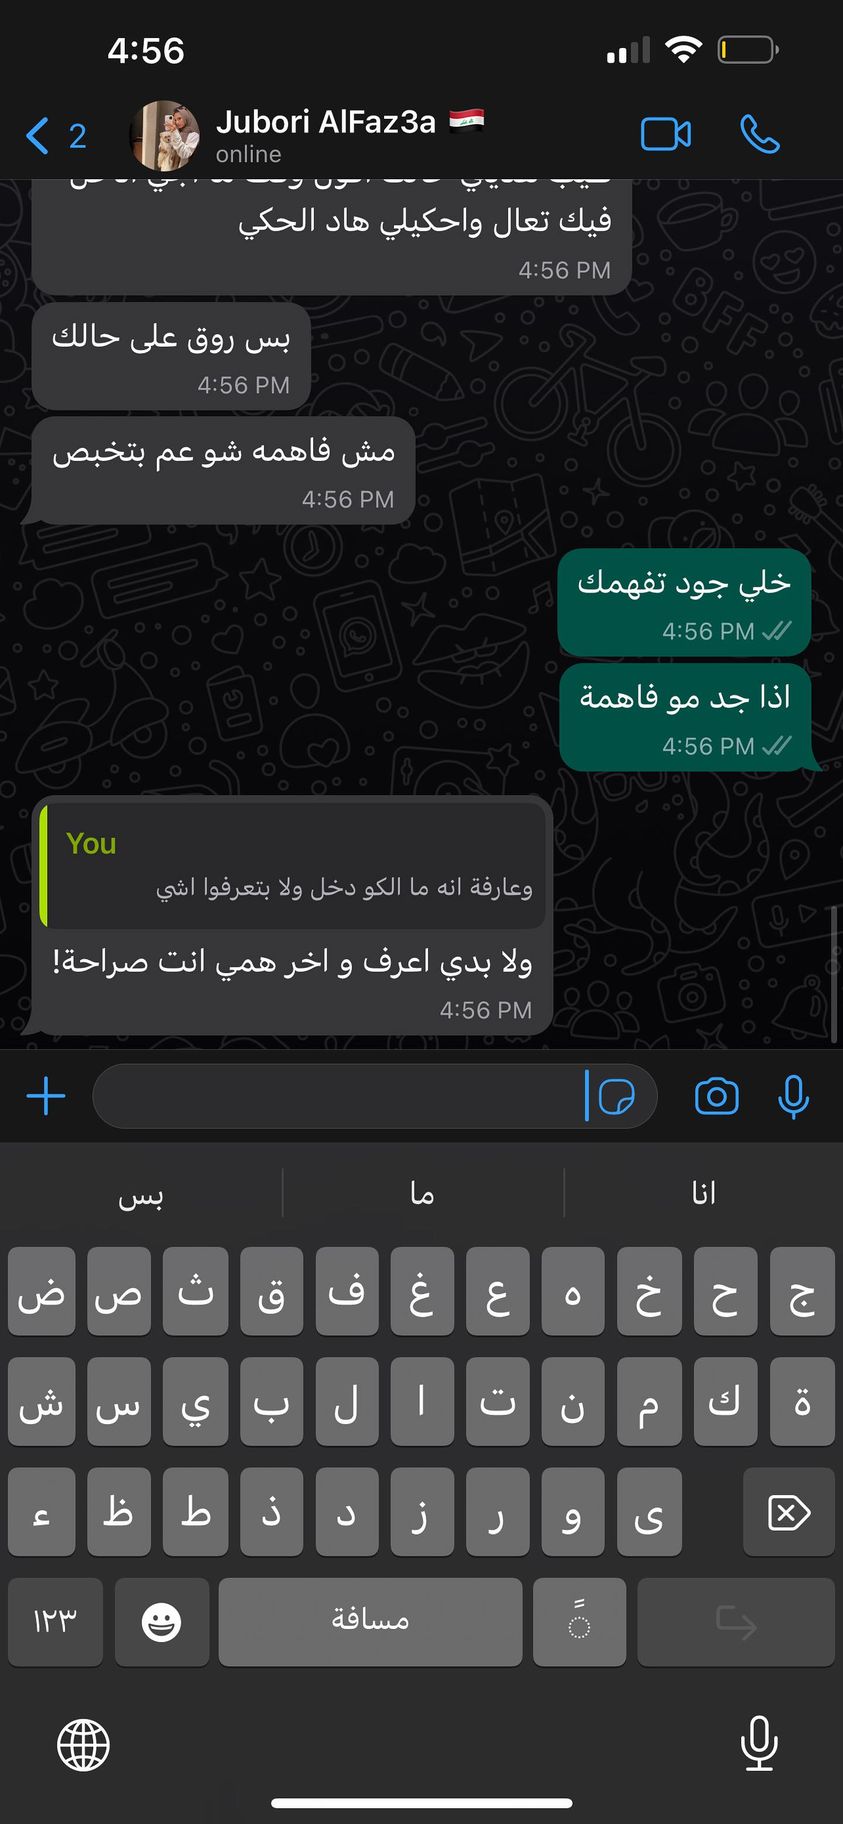 4:56
2
Jubori AlFaz3a 🇮🇶
online
فيك تعال واحكيلي هاد الحكي
4:56 PM
بس روق على حالك
4:56 PM
مش فاهمه شو عم بتخبص
4:56 PM
خلي جود تفهمك
4:56 PM
اذا جد مو فاهمة
4:56 PM
You
وعارفة انه ما الكو دخل ولا بتعرفوا اشي
ولا بدي اعرف و اخر همي انت صراحة!
4:56 PM
بس ما انا
ض ص ث ق ف غ ع ه خ ح ج
ش س ي ب ل ا ت ن م ك ة
ء ظ ط ذ د ز ر و ى
١٢٣ مسافة